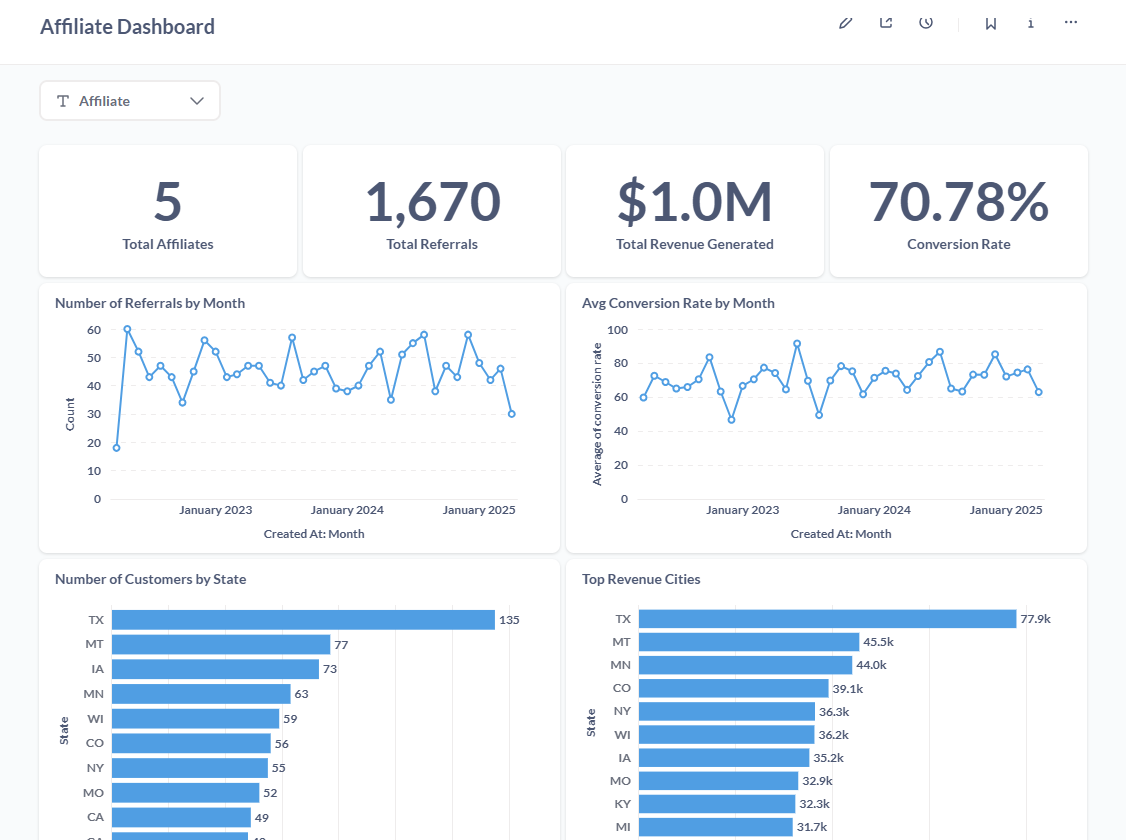 Affiliate Dashboard
Affiliate
5
Total Affiliates
1,670
Total Referrals
$1.0M
Total Revenue Generated
70.78%
Conversion Rate
Number of Referrals by Month
60
50
40
30
20
10
0
Count
January 2023
January 2024
January 2025
Created At: Month
Avg Conversion Rate by Month
100
80
60
40
20
0
Average of conversion rate
January 2023
January 2024
January 2025
Created At: Month
Number of Customers by State
State
TX 135
MT 77
IA 73
MN 63
WI 59
CO 56
NY 55
MO 52
CA 49
Top Revenue Cities
State
TX 77.9k
MT 45.5k
MN 44.0k
CO 39.1k
NY 36.3k
WI 36.2k
IA 35.2k
MO 32.9k
KY 32.3k
MI 31.7k